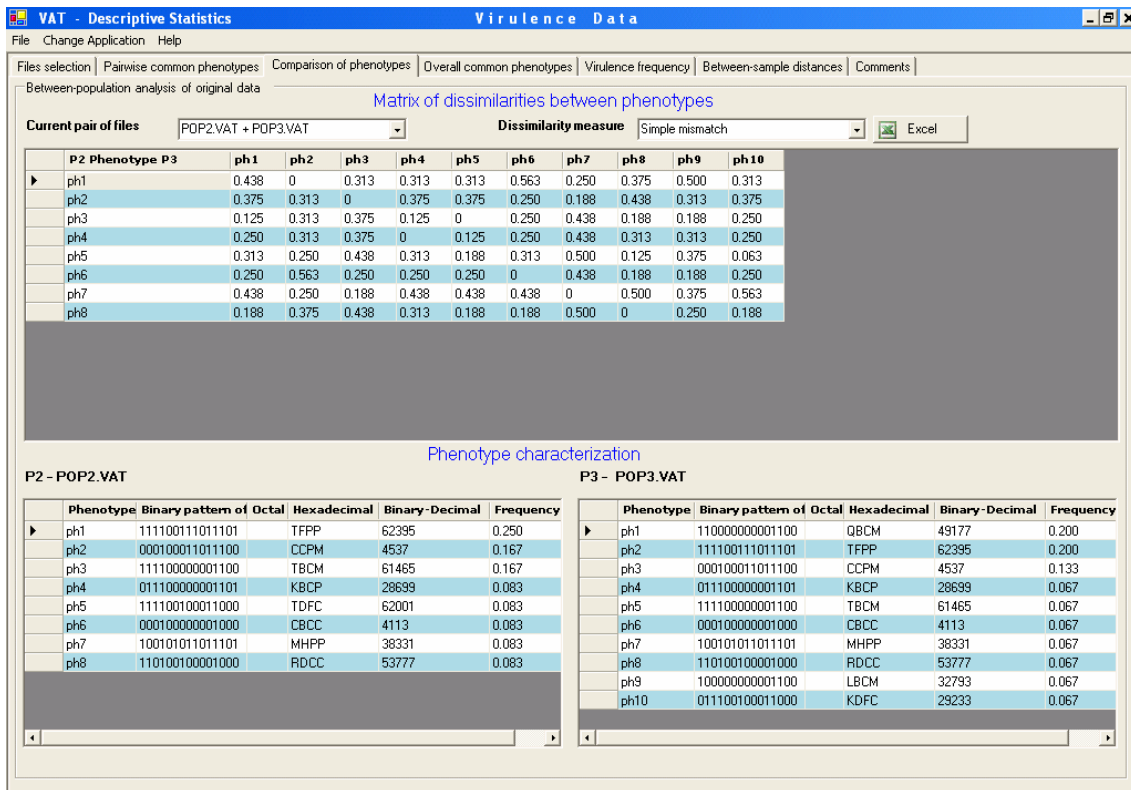 VAT - Descriptive Statistics Virulence Data
File Change Application Help
Files selection Pairwise common phenotypes Comparison of phenotypes Overall common phenotypes Virulence frequency Between-sample distances Comments
Between-population analysis of original data
Matrix of dissimilarities between phenotypes
Current pair of files POP2.VAT + POP3.VAT Dissimilarity measure Simple mismatch Excel
P2 Phenotype P3 ph1 ph2 ph3 ph4 ph5 ph6 ph7 ph8 ph9 ph10
ph1 0.438 0 0.313 0.313 0.313 0.563 0.250 0.375 0.500 0.313
ph2 0.375 0.313 0 0.375 0.375 0.250 0.188 0.438 0.313 0.375
ph3 0.125 0.313 0.375 0.125 0 0.250 0.438 0.188 0.188 0.250
ph4 0.250 0.313 0.375 0 0.125 0.250 0.438 0.313 0.313 0.250
ph5 0.313 0.250 0.438 0.313 0.188 0.313 0.500 0.125 0.375 0.063
ph6 0.250 0.563 0.250 0.250 0.250 0 0.438 0.188 0.188 0.250
ph7 0.438 0.250 0.188 0.438 0.438 0.438 0 0.500 0.375 0.563
ph8 0.188 0.375 0.438 0.313 0.188 0.188 0.500 0 0.250 0.188
Phenotype characterization
P2 - POP2.VAT
Phenotype Binary pattern of Octal Hexadecimal Binary-Decimal Frequency
ph1 111100111011101 TFPP 62395 0.250
ph2 000100011011100 CCPM 4537 0.167
ph3 111100000001100 TBCM 61465 0.167
ph4 011100000001101 KBCP 28699 0.083
ph5 111100100011000 TDFC 62001 0.083
ph6 000100000001000 CBCC 4113 0.083
ph7 100101011011101 MHPP 38331 0.083
ph8 110100100001000 RDCC 53777 0.083
P3 - POP3.VAT
Phenotype Binary pattern of Octal Hexadecimal Binary-Decimal Frequency
ph1 110000000001100 QBCM 49177 0.200
ph2 111100111011101 TFPP 62395 0.200
ph3 000100011011100 CCPM 4537 0.133
ph4 011100000001101 KBCP 28699 0.067
ph5 111100000001100 TBCM 61465 0.067
ph6 000100000001000 CBCC 4113 0.067
ph7 100101011011101 MHPP 38331 0.067
ph8 110100100001000 RDCC 53777 0.067
ph9 100000000001100 LBCM 32793 0.067
ph10 011100100011000 KDFC 29233 0.067